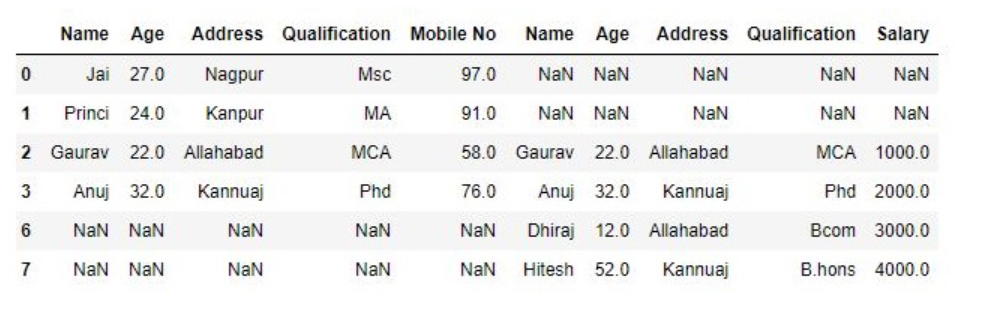 Name Age Address Qualification Mobile No Name Age Address Qualification Salary
0 Jai 27.0 Nagpur Msc 97.0 NaN NaN NaN NaN NaN
1 Princi 24.0 Kanpur MA 91.0 NaN NaN NaN NaN NaN
2 Gaurav 22.0 Allahabad MCA 58.0 Gaurav 22.0 Allahabad MCA 1000.0
3 Anuj 32.0 Kannuaj Phd 76.0 Anuj 32.0 Kannuaj Phd 2000.0
6 NaN NaN NaN NaN NaN Dhiraj 12.0 Allahabad Bcom 3000.0
7 NaN NaN NaN NaN NaN Hitesh 52.0 Kannuaj B.hons 4000.0